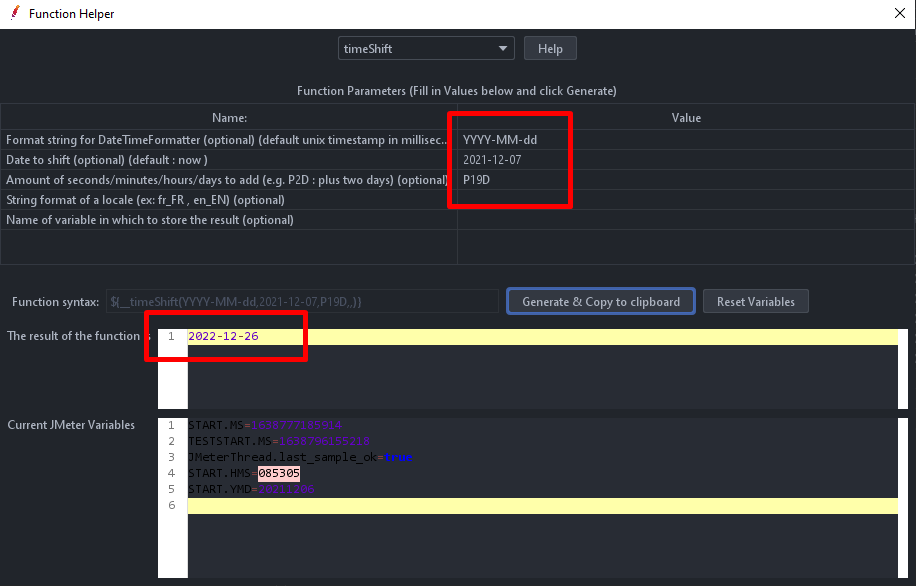 Function Helper
timeShift
Help
Function Parameters (Fill in Values below and click Generate)
Name: Value
Format string for DateTimeFormatter (optional) (default unix timestamp in millisec... YYYY-MM-dd
Date to shift (optional) (default : now ) 2021-12-07
Amount of seconds/minutes/hours/days to add (e.g. P2D : plus two days) (optional) P19D
String format of a locale (ex: fr_FR , en_EN) (optional)
Name of variable in which to store the result (optional)
Function syntax: ${__timeShift(YYYY-MM-dd,2021-12-07,P19D,,)} Generate & Copy to clipboard Reset Variables
The result of the function is 1 2022-12-26
Current JMeter Variables 1 START.MS=
2 TESTSTART.MS=
3 JMeterThread.last_sample_ok=true
4 START.HMS=085305
5 START.YMD=
6